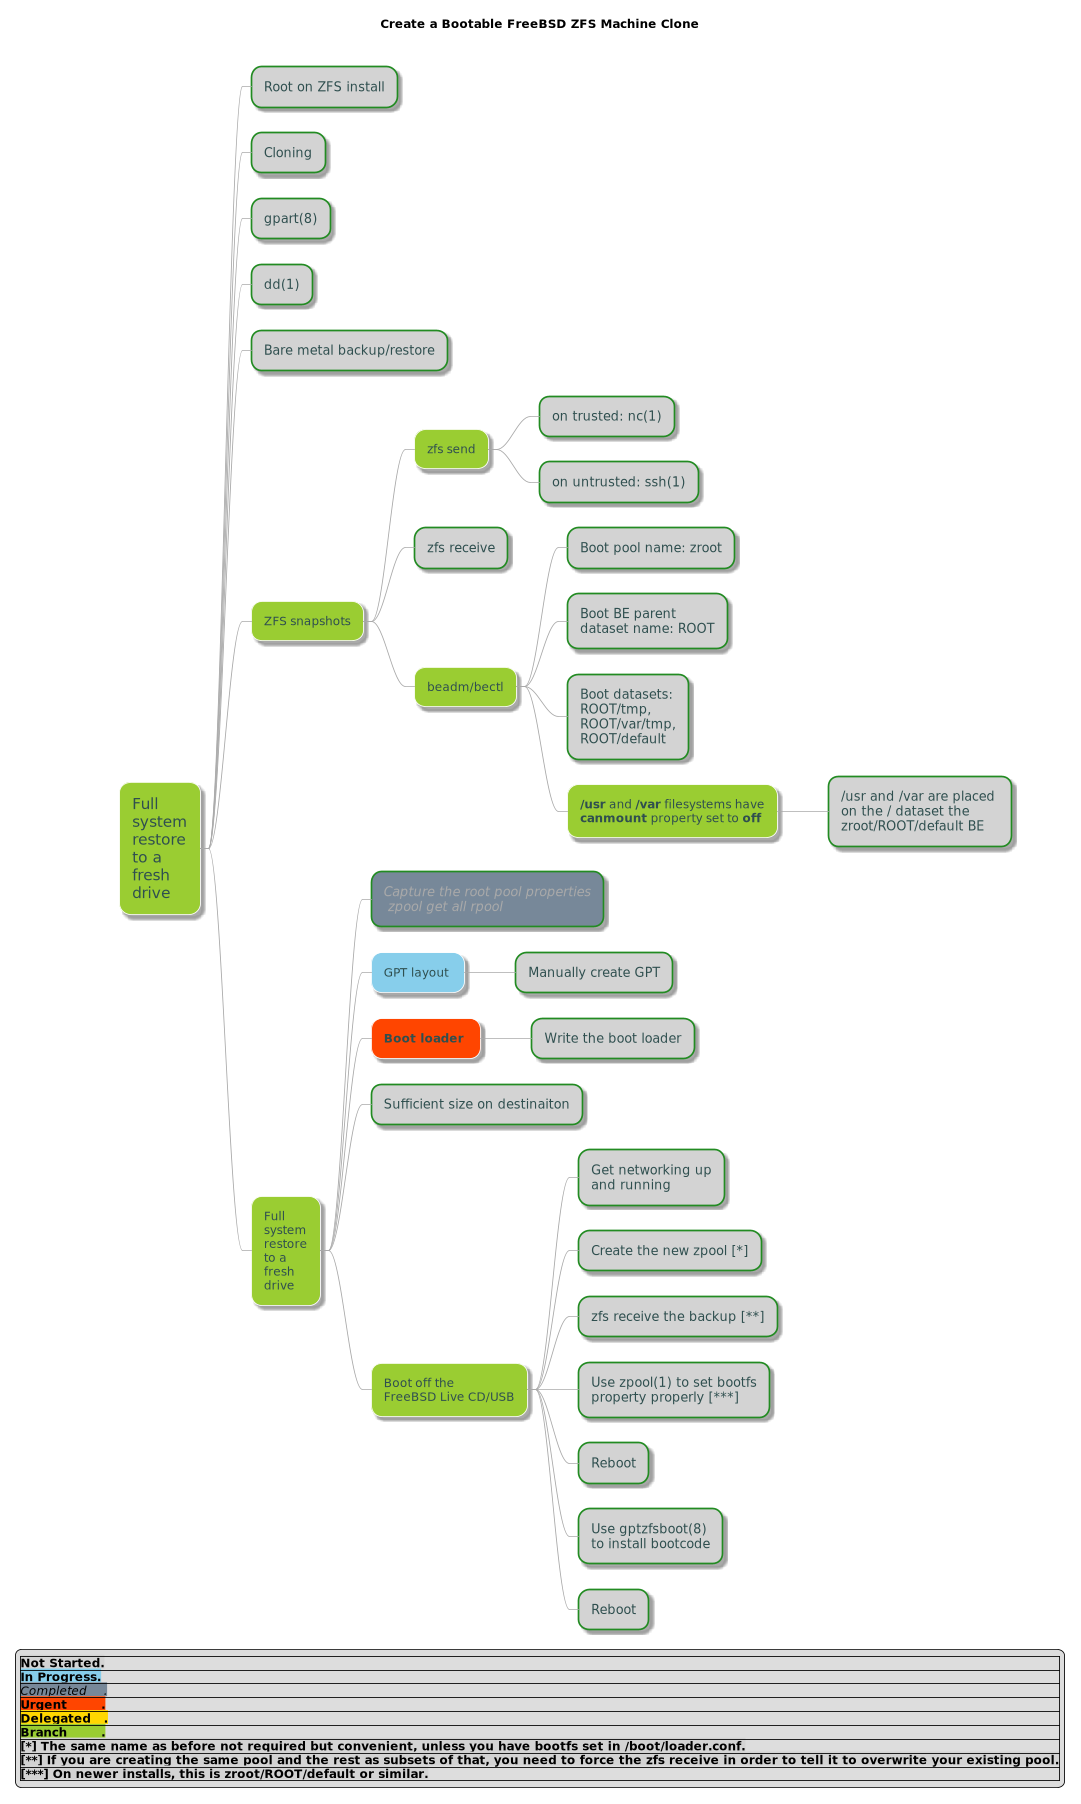 Create a Bootable FreeBSD ZFS Machine Clone
Root on ZFS install
Cloning
gpart(8)
dd(1)
Bare metal backup/restore
on trusted: nc(1)
zfs send
on untrusted: ssh(1)
zfs receive
Boot pool name: zroot
Boot BE parent
dataset name: ROOT
ZFS snapshots
beadm/bectl
Boot datasets:
ROOT/tmp,
ROOT/var/tmp,
ROOT/default
/usr and /var filesystems have
canmount property set to off
/usr and /var are placed
on the / dataset the
zroot/ROOT/default BE
Full
system
restore
to a
fresh
drive
Capture the root pool properties
zpool get all rpool
GPT layout
Manually create GPT
Boot loader
Write the boot loader
Sufficient size on destinaiton
Full
system
restore
to a
fresh
drive
Get networking up
and running
Create the new zpool [*]
zfs receive the backup [**]
Boot off the
FreeBSD Live CD/USB
Use zpool(1) to set bootfs
property properly [***]
Reboot
Use gptzfsboot(8)
to install bootcode
Reboot
Not Started.
In Progress.
Completed .
Urgent .
Delegated .
Branch .
[*] The same name as before not required but convenient, unless you have bootfs set in /boot/loader.conf.
[**] If you are creating the same pool and the rest as subsets of that, you need to force the zfs receive in order to tell it to overwrite your existing pool.
[***] On newer installs, this is zroot/ROOT/default or similar.